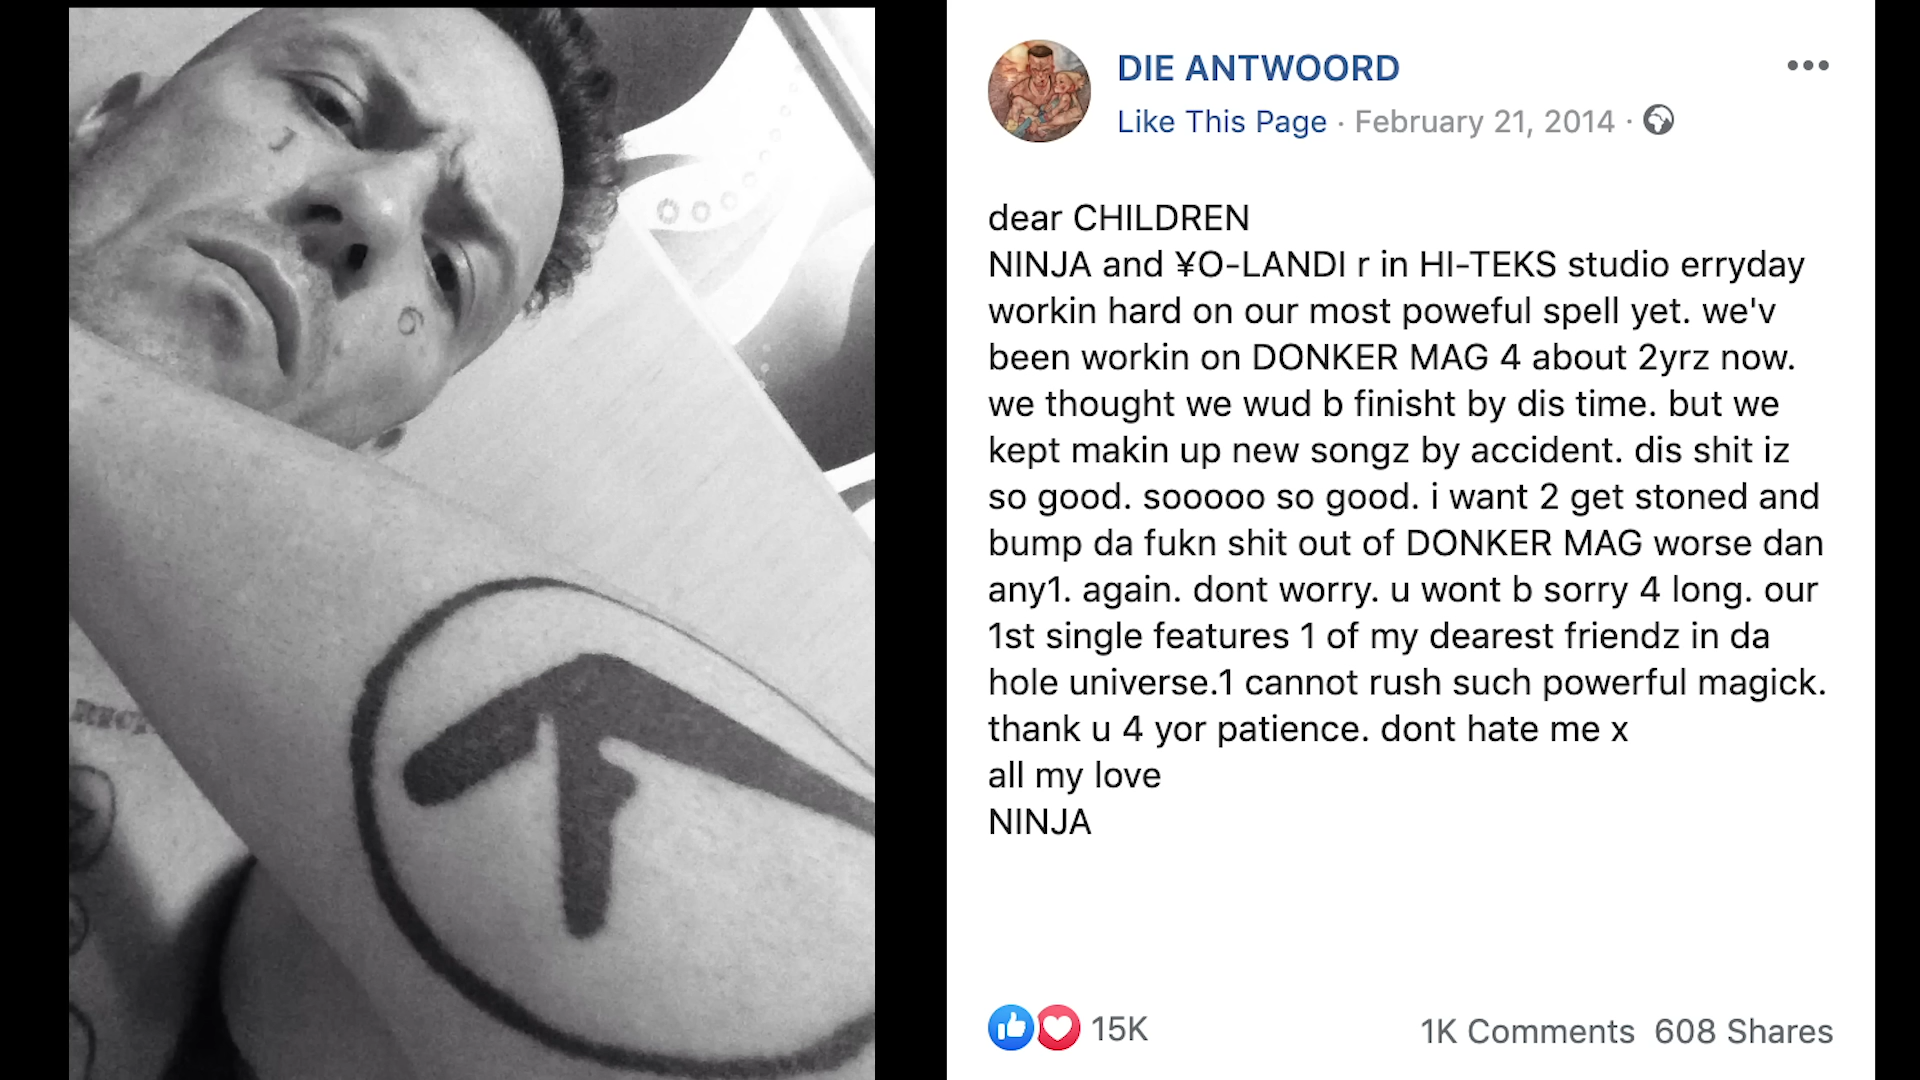 DIE ANTWOORD
Like This Page · February 21, 2014 ·
dear CHILDREN
NINJA and ¥O-LANDI r in HI-TEKS studio erryday
workin hard on our most poweful spell yet. we'v
been workin on DONKER MAG 4 about 2yrz now.
we thought we wud b finisht by dis time. but we
kept makin up new songz by accident. dis shit iz
so good. sooooo so good. i want 2 get stoned and
bump da fukn shit out of DONKER MAG worse dan
any1. again. dont worry. u wont b sorry 4 long. our
1st single features 1 of my dearest friendz in da
hole universe.1 cannot rush such powerful magick.
thank u 4 yor patience. dont hate me x
all my love
NINJA
15K
1K Comments 608 Shares